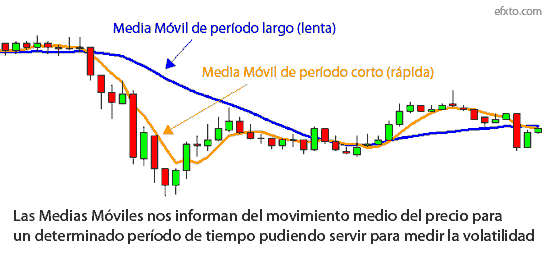 efxto.com
Media Móvil de período largo (lenta)
Media Móvil de período corto (rápida)
Las Medias Móviles nos informan del movimiento medio del precio para
un determinado período de tiempo pudiendo servir para medir la volatilidad